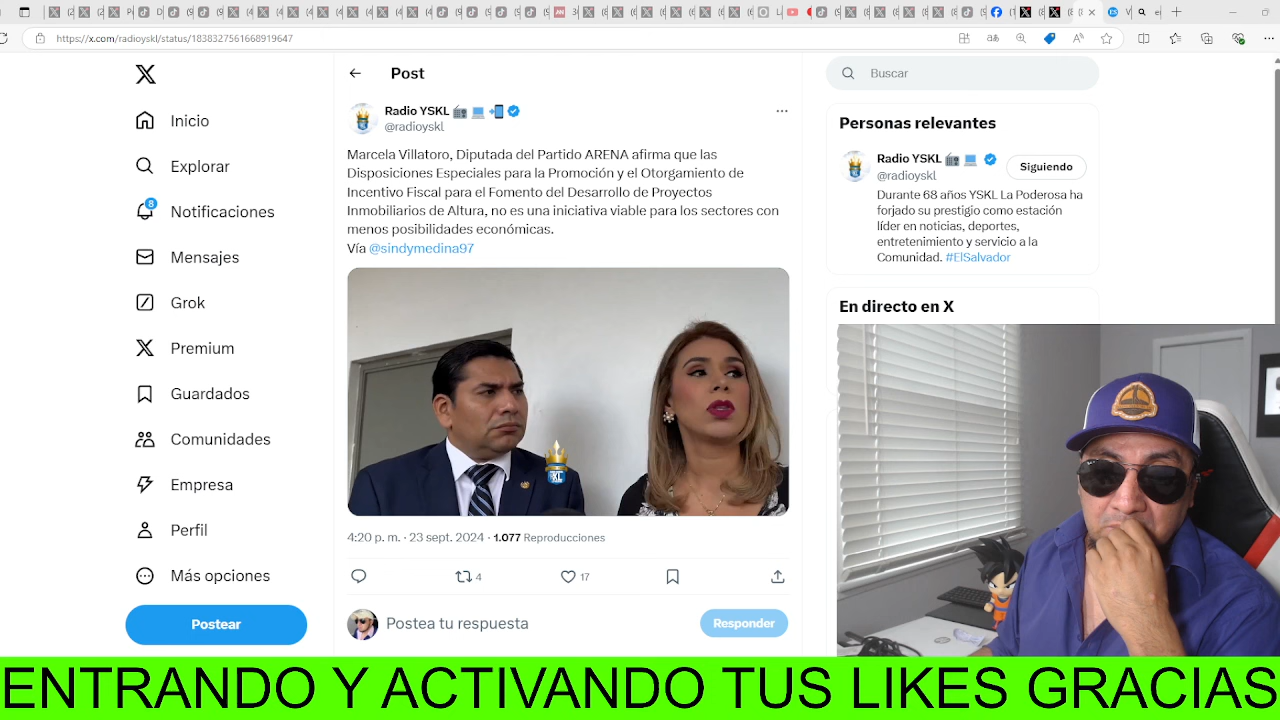 https://x.com/radioyskl/status/1838327561668919647
Post
Buscar
Inicio
Explorar
8
Notificaciones
Mensajes
Grok
Premium
Guardados
Comunidades
Empresa
Perfil
Más opciones
Postear
Radio YSKL
@radioyskl
Marcela Villatoro, Diputada del Partido ARENA afirma que las
Disposiciones Especiales para la Promoción y el Otorgamiento de
Incentivo Fiscal para el Fomento del Desarrollo de Proyectos
Inmobiliarios de Altura, no es una iniciativa viable para los sectores con
menos posibilidades económicas.
Vía @sindymedina97
4:20 p. m. · 23 sept. 2024 · 1.077 Reproducciones
4
17
Postea tu respuesta
Responder
Personas relevantes
Radio YSKL
@radioyskl
Siguiendo
Durante 68 años YSKL La Poderosa ha
forjado su prestigio como estación
líder en noticias, deportes,
entretenimiento y servicio a la
Comunidad. #ElSalvador
En directo en X
ENTRANDO Y ACTIVANDO TUS LIKES GRACIAS